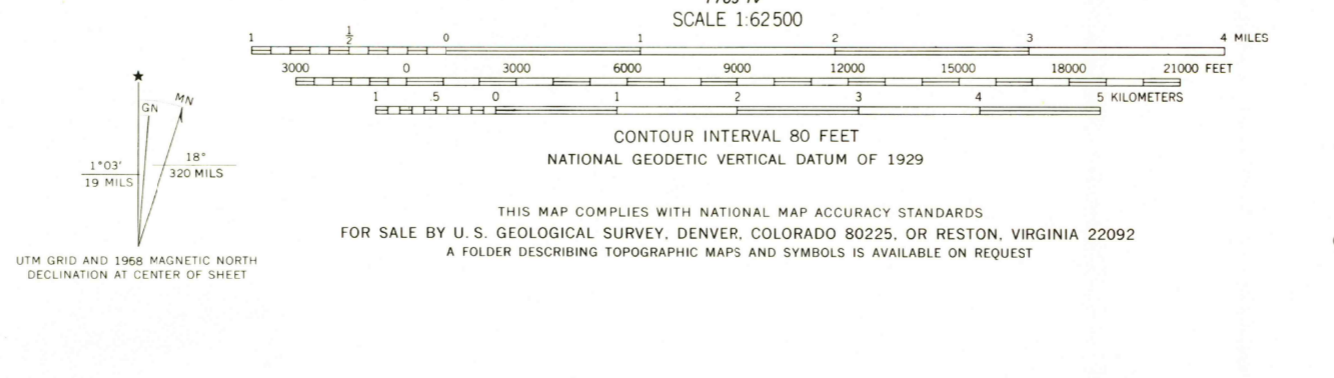 SCALE 1:62500
1 1/2 0 1 2 3 4 MILES
3000 0 3000 6000 9000 12000 15000 18000 21000 FEET
1 .5 0 1 2 3 4 5 KILOMETERS
CONTOUR INTERVAL 80 FEET
NATIONAL GEODETIC VERTICAL DATUM OF 1929
GN
MN
1°03'
19 MILS
18°
320 MILS
UTM GRID AND 1968 MAGNETIC NORTH
DECLINATION AT CENTER OF SHEET
THIS MAP COMPLIES WITH NATIONAL MAP ACCURACY STANDARDS
FOR SALE BY U. S. GEOLOGICAL SURVEY, DENVER, COLORADO 80225, OR RESTON, VIRGINIA 22092
A FOLDER DESCRIBING TOPOGRAPHIC MAPS AND SYMBOLS IS AVAILABLE ON REQUEST